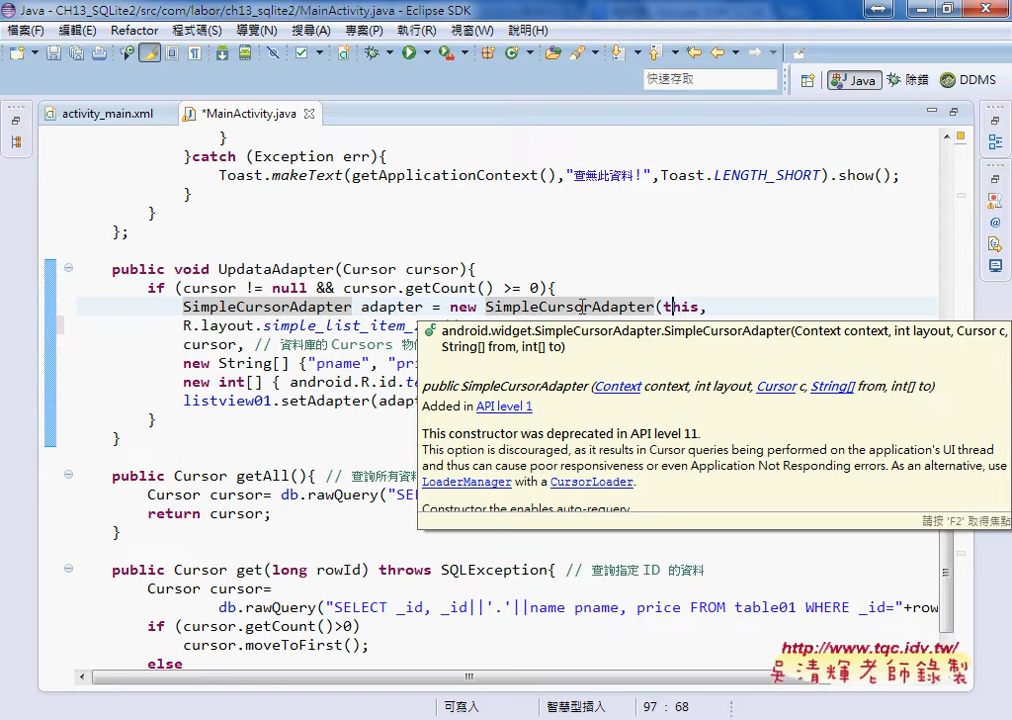 Java - CH13_SQLite2/src/com/labor/ch13_sqlite2/MainActivity.java - Eclipse SDK
檔案(F) 編輯(E) Refactor 程式碼(S) 導覽(N) 搜尋(A) 專案(P) 執行(R) 視窗(W) 說明(H)
快速存取 Java 除錯 DDMS
activity_main.xml *MainActivity.java
}
}catch (Exception err){
Toast.makeText(getApplicationContext(),"查無此資料!",Toast.LENGTH_SHORT).show();
}
}
};
public void UpdataAdapter(Cursor cursor){
if (cursor != null && cursor.getCount() >= 0){
SimpleCursorAdapter adapter = new SimpleCursorAdapter(this,
R.layout.simple_list_item_
cursor, // 資料庫的 Cursors 物
new String[] {"pname", "pri
new int[] { android.R.id.te
listview01.setAdapter(adap
}
}
android.widget.SimpleCursorAdapter.SimpleCursorAdapter(Context context, int layout, Cursor c,
String[] from, int[] to)
public SimpleCursorAdapter (Context context, int layout, Cursor c, String[] from, int[] to)
Added in API level 1
This constructor was deprecated in API level 11.
This option is discouraged, as it results in Cursor queries being performed on the application's UI thread
and thus can cause poor responsiveness or even Application Not Responding errors. As an alternative, use
LoaderManager with a CursorLoader.
Constructor the enables auto-requery.
請按 'F2' 取得焦點
public Cursor getAll(){ // 查詢所有資料
Cursor cursor= db.rawQuery("SEL
return cursor;
}
public Cursor get(long rowId) throws SQLException{ // 查詢指定 ID 的資料
Cursor cursor=
db.rawQuery("SELECT _id, _id||'.'||name pname, price FROM table01 WHERE _id="+row
if (cursor.getCount()>0)
cursor.moveToFirst();
else
http://www.tqc.idv.tw/
吳清輝老師錄製
可寫入 智慧型插入 97 : 68